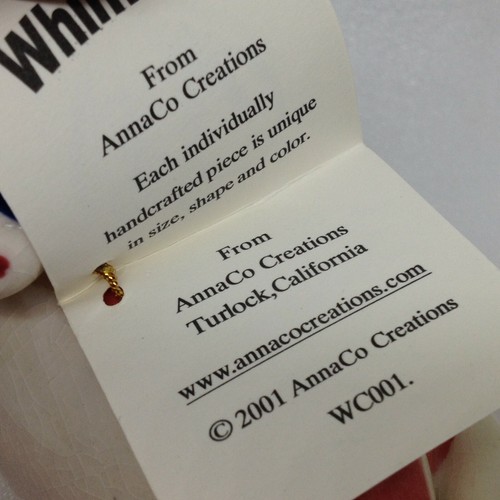 From
AnnaCo Creations
Each individually
handcrafted piece is unique
in size, shape and color.
From
AnnaCo Creations
Turlock,California
www.annacocreations.com
© 2001 AnnaCo Creations
WC001.